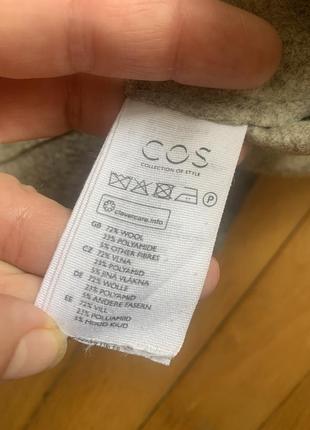 COS
COLLECTION OF STYLE
P
clevercare.info
GB 72% WOOL
23% POLYAMIDE
5% OTHER FIBRES
CZ 72% VLNA
23% POLYAMID
5% JINÁ VLÁKNA
DE 72% WOLLE
23% POLYAMID
5% ANDERE FASERN
EE 72% VILL
23% POLÜAMIID
5% MUUD KIUD